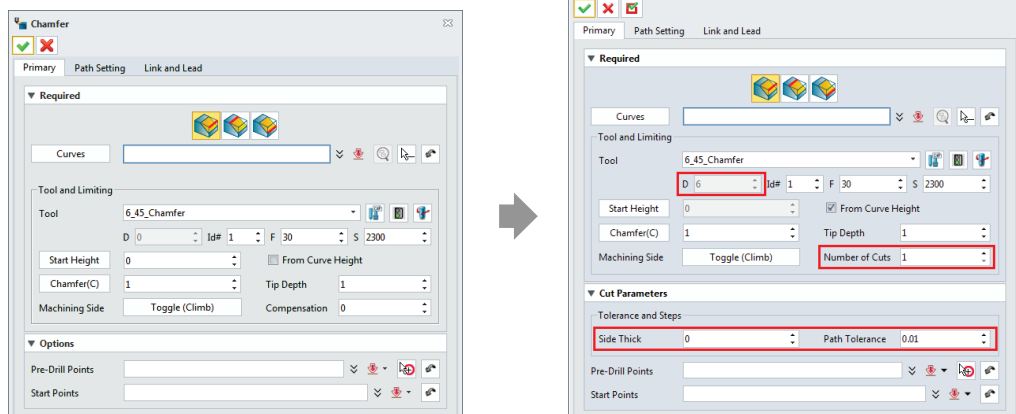 Chamfer
Primary Path Setting Link and Lead
Required
Curves
Tool and Limiting
Tool 6_45_Chamfer
D 0 Id# 1 F 30 S 2300
Start Height 0 From Curve Height
Chamfer(C) 1 Tip Depth 1
Machining Side Toggle (Climb) Compensation 0
Options
Pre-Drill Points
Start Points
Primary Path Setting Link and Lead
Required
Curves
Tool and Limiting
Tool 6_45_Chamfer
D 6 Id# 1 F 30 S 2300
Start Height 0 From Curve Height
Chamfer(C) 1 Tip Depth 1
Machining Side Toggle (Climb) Number of Cuts 1
Cut Parameters
Tolerance and Steps
Side Thick 0 Path Tolerance 0.01
Pre-Drill Points
Start Points